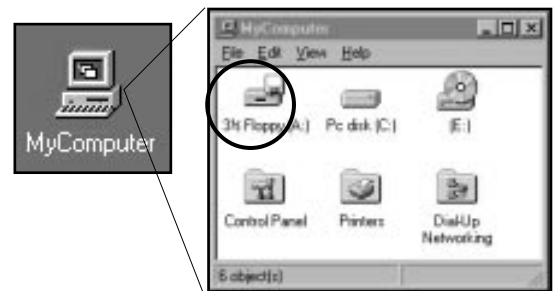 MyComputer
MyComputer
File Edit View Help
3½ Floppy (A:) Pc disk (C:) (E:)
Control Panel Printers Dial-Up
Networking
6 object(s)